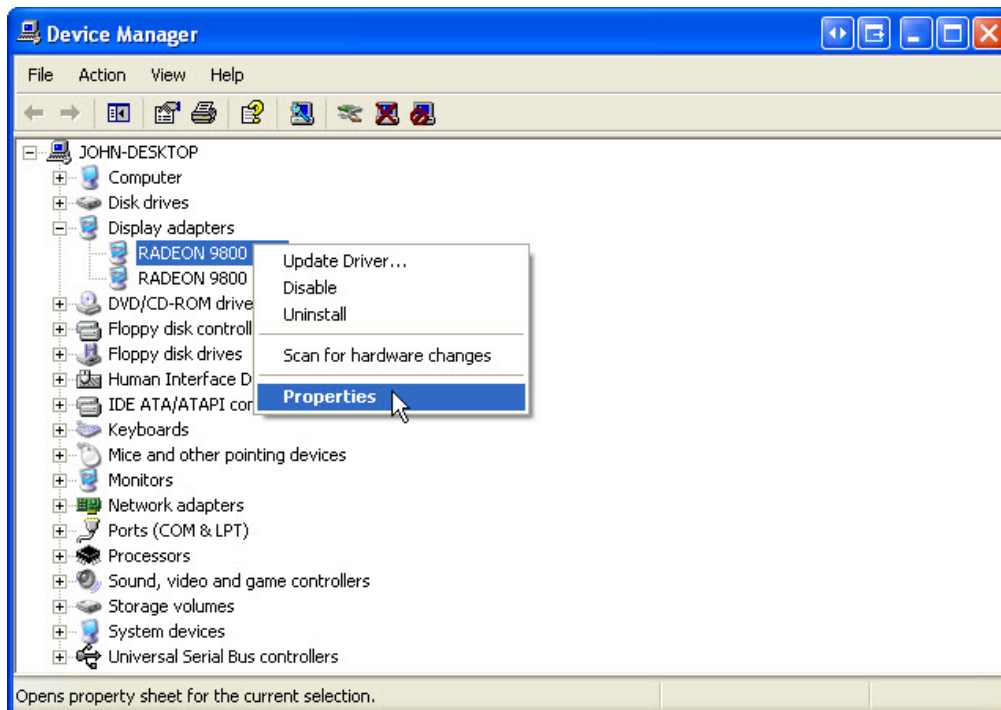 Device Manager
File Action View Help
JOHN-DESKTOP
Computer
Disk drives
Display adapters
RADEON 9800
RADEON 9800
Update Driver...
Disable
Uninstall
Scan for hardware changes
Properties
DVD/CD-ROM drive
Floppy disk controll
Floppy disk drives
Human Interface D
IDE ATA/ATAPI cor
Keyboards
Mice and other pointing devices
Monitors
Network adapters
Ports (COM & LPT)
Processors
Sound, video and game controllers
Storage volumes
System devices
Universal Serial Bus controllers
Opens property sheet for the current selection.